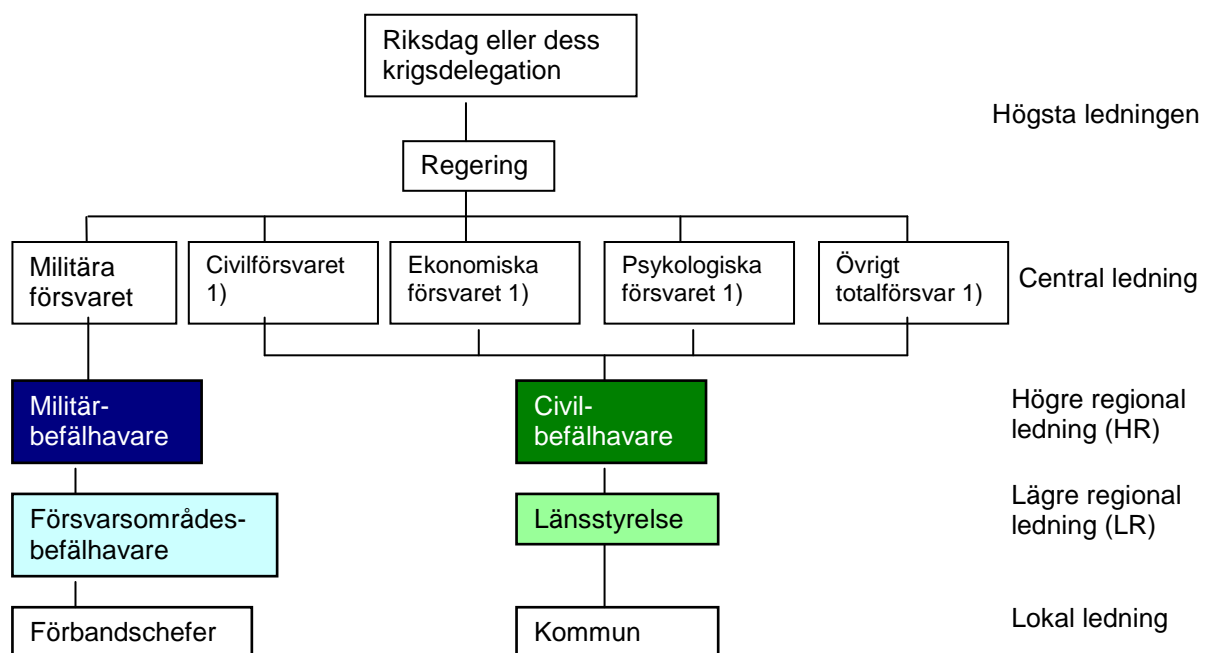 Riksdag eller dess
krigsdelegation
Högsta ledningen
Regering
Militära
försvaret
Civilförsvaret
1)
Ekonomiska
försvaret 1)
Psykologiska
försvaret 1)
Övrigt
totalförsvar 1)
Central ledning
Militär-
befälhavare
Civil-
befälhavare
Högre regional
ledning (HR)
Försvarsområdes-
befälhavare
Länsstyrelse
Lägre regional
ledning (LR)
Förbandschefer
Kommun
Lokal ledning